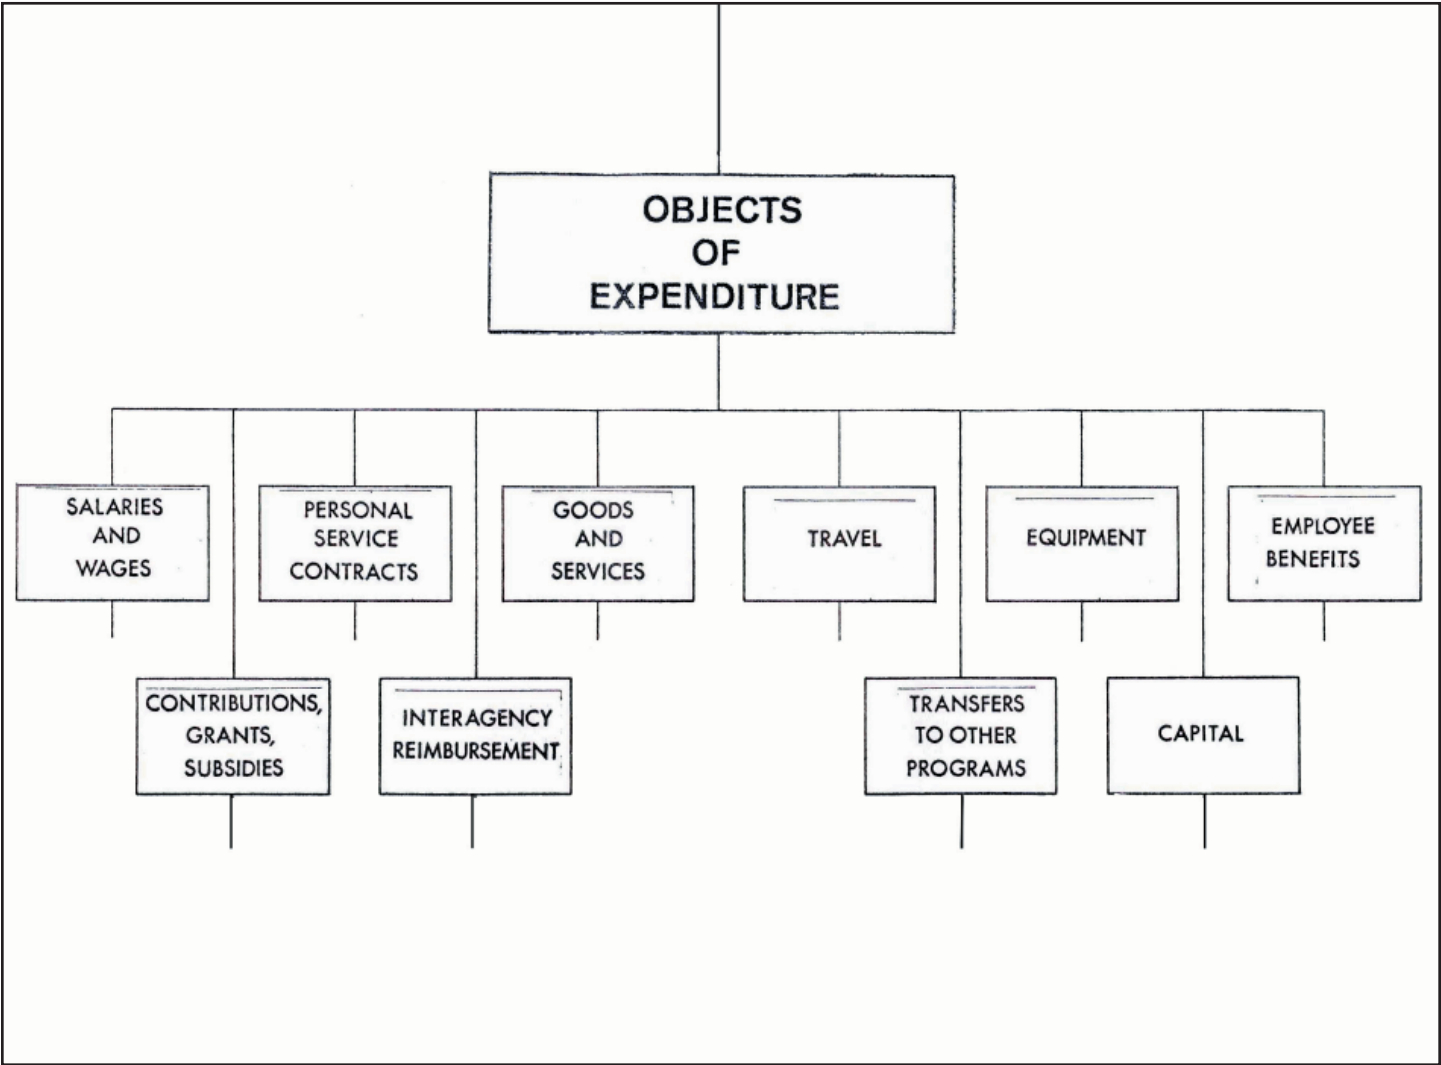 OBJECTS
OF
EXPENDITURE
SALARIES
AND
WAGES
PERSONAL
SERVICE
CONTRACTS
GOODS
AND
SERVICES
TRAVEL
EQUIPMENT
EMPLOYEE
BENEFITS
CONTRIBUTIONS,
GRANTS,
SUBSIDIES
INTERAGENCY
REIMBURSEMENT
TRANSFERS
TO OTHER
PROGRAMS
CAPITAL